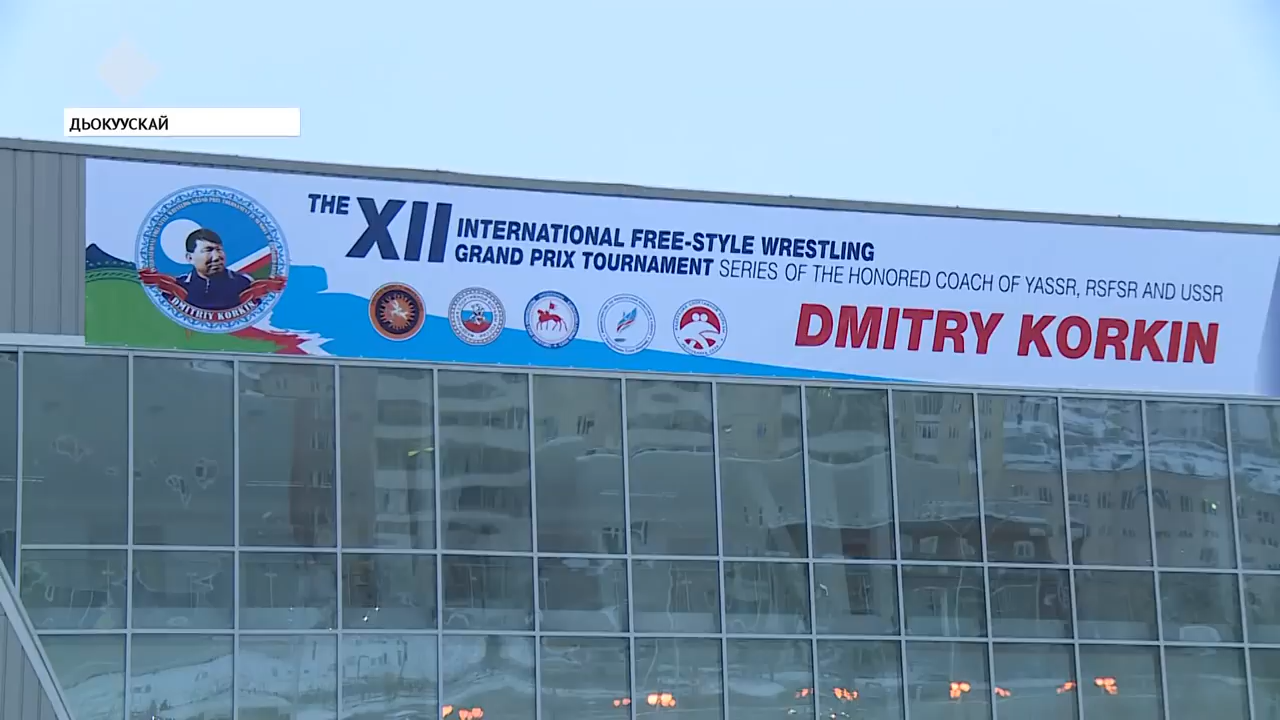 ДЬОКУУСКАЙ
THE XII INTERNATIONAL FREE-STYLE WRESTLING
GRAND PRIX TOURNAMENT SERIES OF THE HONORED COACH OF YASSR, RSFSR AND USSR
DMITRY KORKIN
DMITRIY KORKIN